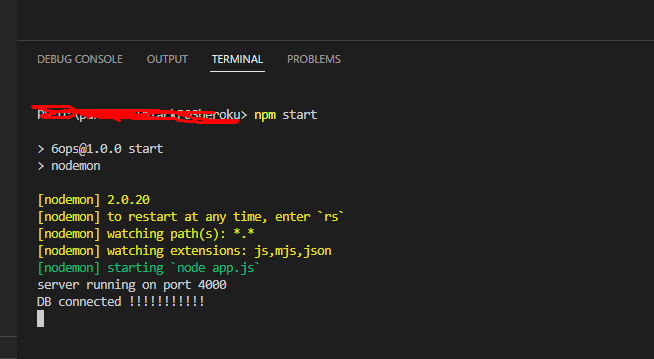 DEBUG CONSOLE OUTPUT TERMINAL PROBLEMS
heroku> npm start
> 6ops@1.0.0 start
> nodemon
[nodemon] 2.0.20
[nodemon] to restart at any time, enter `rs`
[nodemon] watching path(s): *.*
[nodemon] watching extensions: js,mjs,json
[nodemon] starting `node app.js`
server running on port 4000
DB connected !!!!!!!!!!!